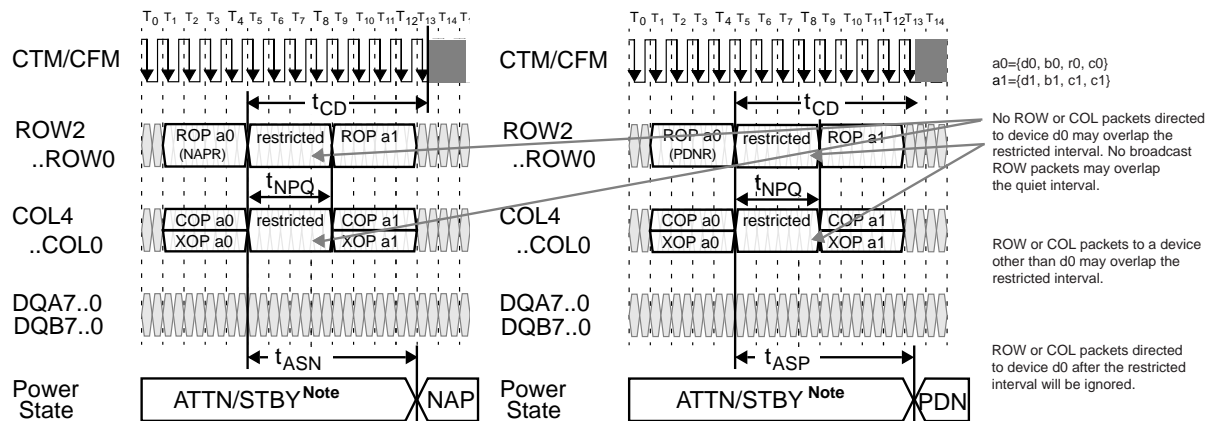 T0 T1 T2 T3 T4 T5 T6 T7 T8 T9 T10 T11 T12 T13 T14 T1
CTM/CFM
tCD
ROW2
..ROW0
ROP a0
(NAPR)
restricted
ROP a1
tNPQ
COL4
..COL0
COP a0
XOP a0
restricted
COP a1
XOP a1
DQA7..0
DQB7..0
tASN
Power
State
ATTN/STBY Note
NAP
T0 T1 T2 T3 T4 T5 T6 T7 T8 T9 T10 T11 T12 T13 T14
CTM/CFM
tCD
ROW2
..ROW0
ROP a0
(PDNR)
restricted
ROP a1
tNPQ
COL4
..COL0
COP a0
XOP a0
restricted
COP a1
XOP a1
DQA7..0
DQB7..0
tASP
Power
State
ATTN/STBY Note
PDN
a0={d0, b0, r0, c0}
a1={d1, b1, c1, c1}
No ROW or COL packets directed
to device d0 may overlap the
restricted interval. No broadcast
ROW packets may overlap
the quiet interval.
ROW or COL packets to a device
other than d0 may overlap the
restricted interval.
ROW or COL packets directed
to device d0 after the restricted
interval will be ignored.